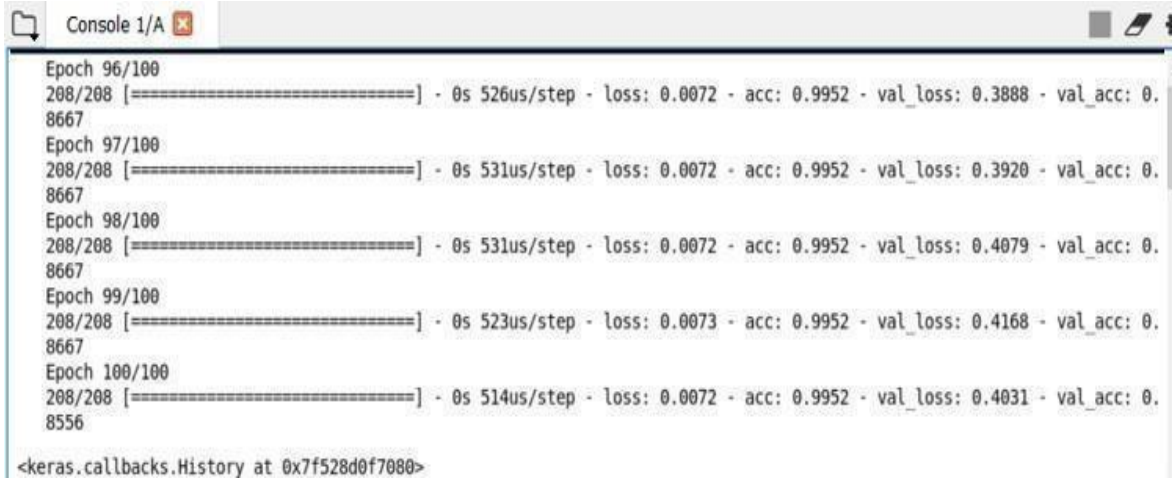 Console 1/A
Epoch 96/100
208/208 [==============================] - 0s 526us/step - loss: 0.0072 - acc: 0.9952 - val_loss: 0.3888 - val_acc: 0.
8667
Epoch 97/100
208/208 [==============================] - 0s 531us/step - loss: 0.0072 - acc: 0.9952 - val_loss: 0.3920 - val_acc: 0.
8667
Epoch 98/100
208/208 [==============================] - 0s 531us/step - loss: 0.0072 - acc: 0.9952 - val_loss: 0.4079 - val_acc: 0.
8667
Epoch 99/100
208/208 [==============================] - 0s 523us/step - loss: 0.0073 - acc: 0.9952 - val_loss: 0.4168 - val_acc: 0.
8667
Epoch 100/100
208/208 [==============================] - 0s 514us/step - loss: 0.0072 - acc: 0.9952 - val_loss: 0.4031 - val_acc: 0.
8556
<keras.callbacks.History at 0x7f528d0f7080>